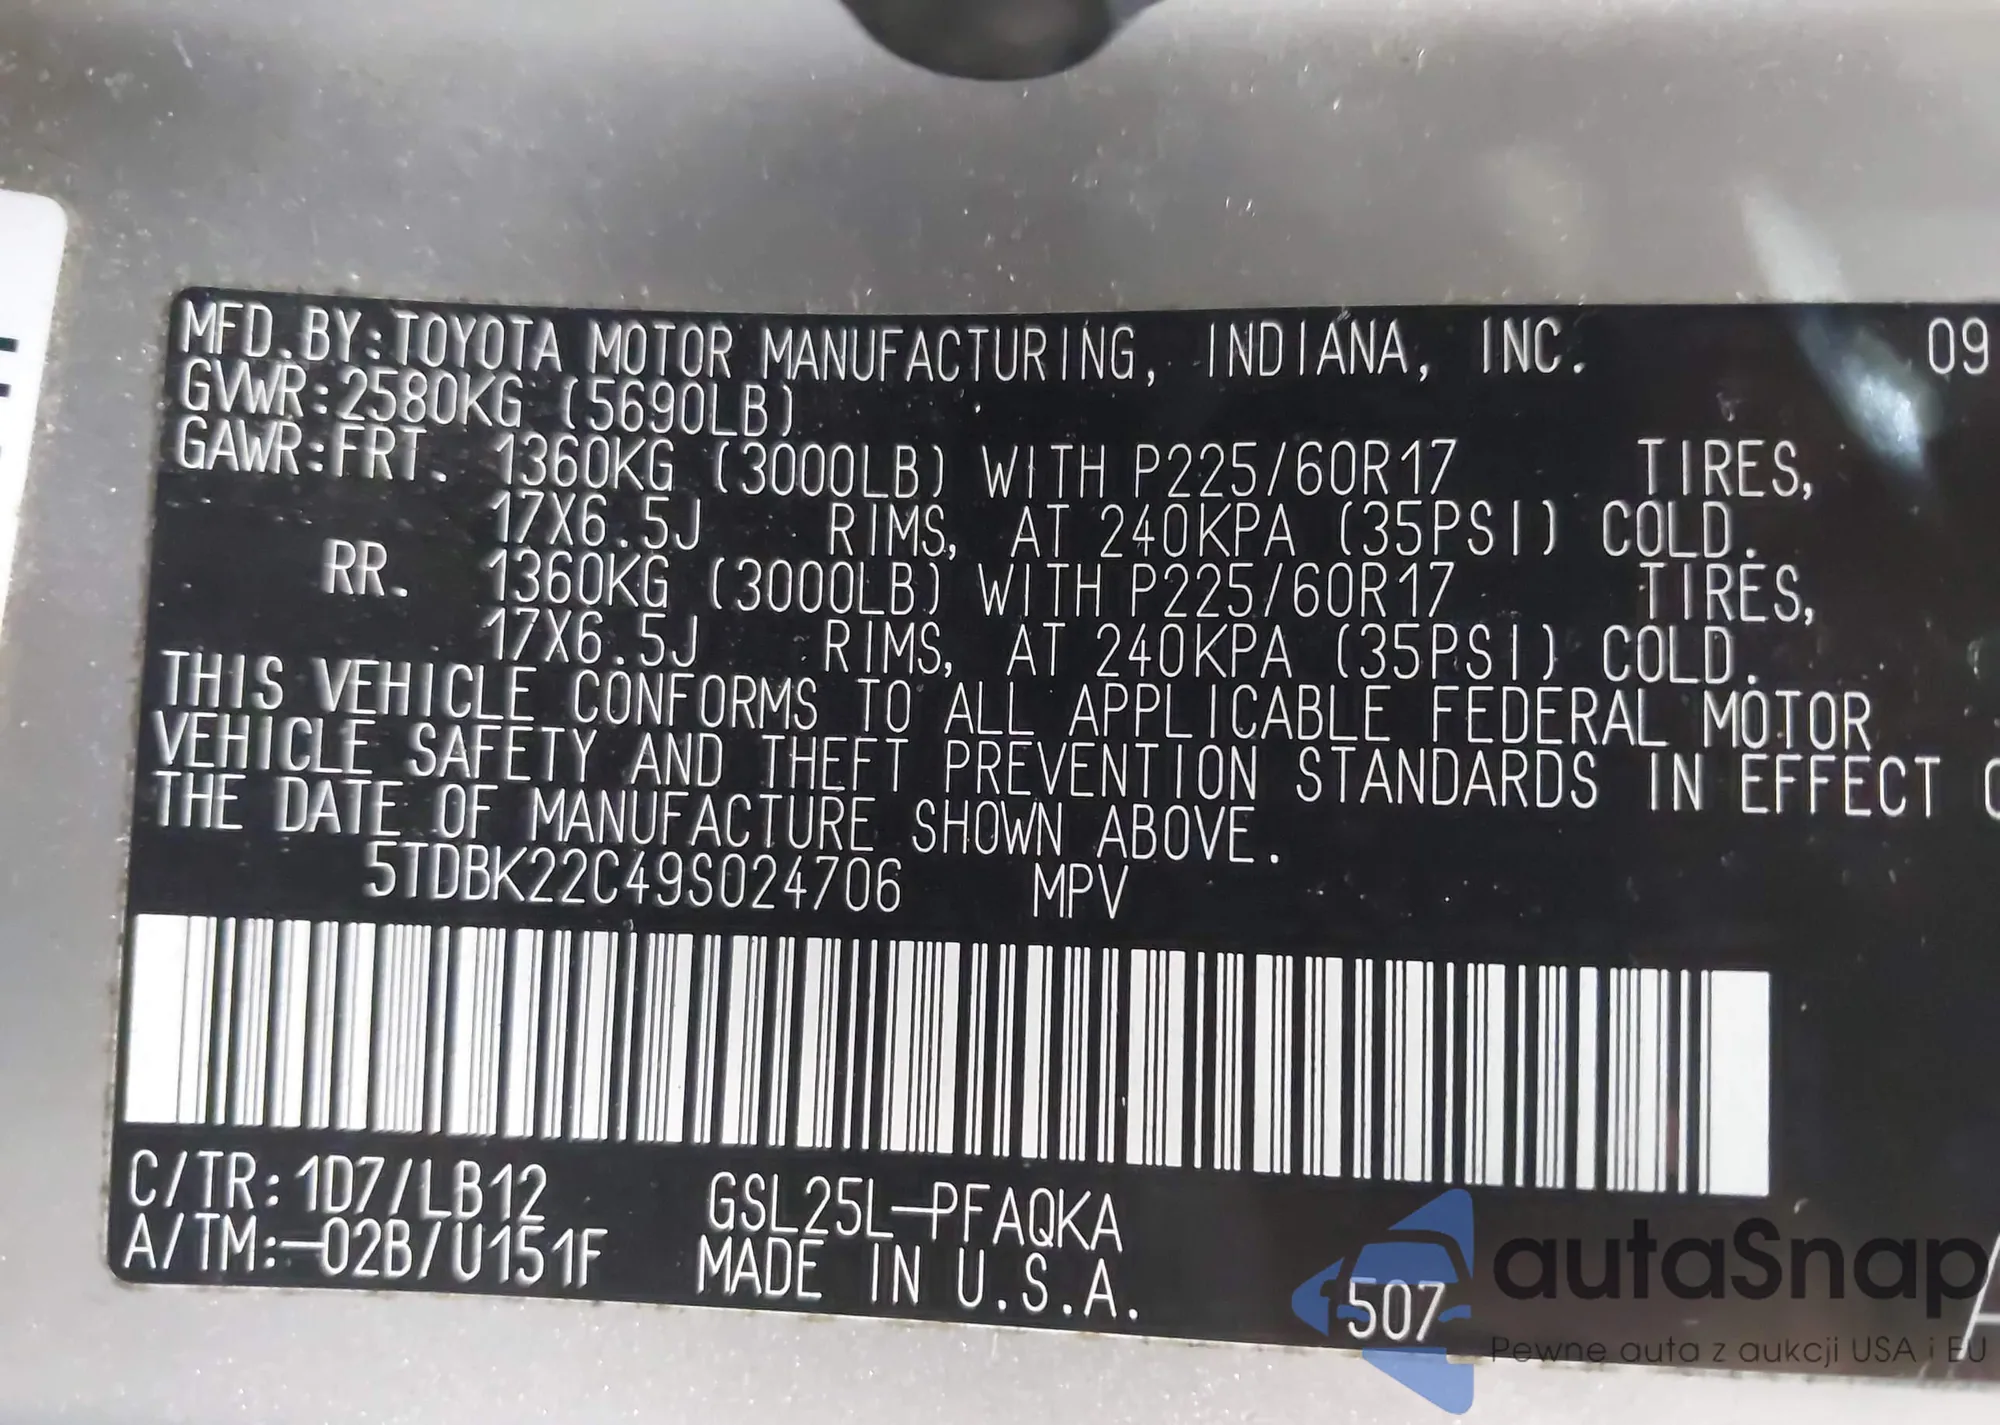 MFD.BY:TOYOTA MOTOR MANUFACTURING, INDIANA, INC. 09
GVWR:2580KG (5690LB)
GAWR:FRT. 1360KG (3000LB) WITH P225/60R17 TIRES,
17X6.5J RIMS, AT 240KPA (35PSI) COLD.
RR. 1360KG (3000LB) WITH P225/60R17 TIRES,
17X6.5J RIMS, AT 240KPA (35PSI) COLD.
THIS VEHICLE CONFORMS TO ALL APPLICABLE FEDERAL MOTOR
VEHICLE SAFETY AND THEFT PREVENTION STANDARDS IN EFFECT
THE DATE OF MANUFACTURE SHOWN ABOVE.
5TDBK22C49S024706 MPV
C/TR:1D7/LB12 GSL25L-PFAQKA
A/TM:-02B/U151F MADE IN U.S.A. 507
autaSnap
Pewne auta z aukcji USA i EU